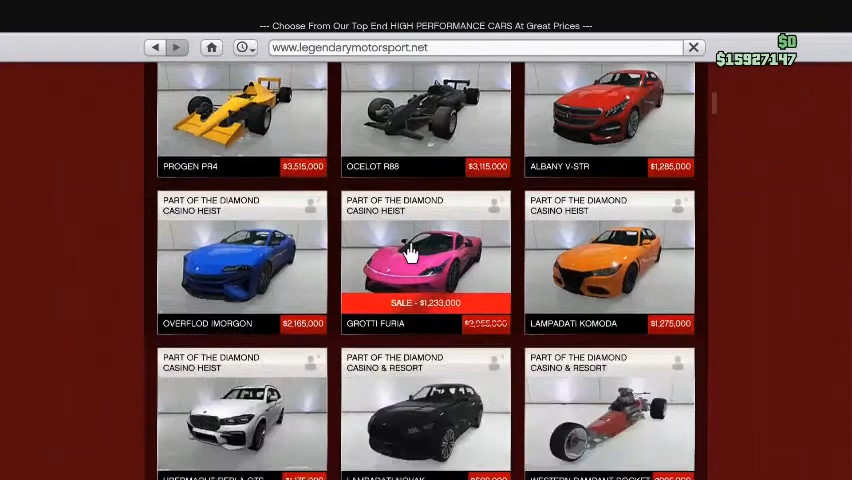 --- Choose From Our Top End HIGH PERFORMANCE CARS At Great Prices ---
www.legendarymotorsport.net
$0
$15927147
PROGEN PR4 $3,515,000
OCELOT R88 $3,115,000
ALBANY V-STR $1,285,000
PART OF THE DIAMOND
CASINO HEIST
PART OF THE DIAMOND
CASINO HEIST
PART OF THE DIAMOND
CASINO HEIST
SALE - $1,233,000
OVERFLOD IMORGON $2,165,000
GROTTI FURIA
LAMPADATI KOMODA $1,275,000
PART OF THE DIAMOND
CASINO HEIST
PART OF THE DIAMOND
CASINO & RESORT
PART OF THE DIAMOND
CASINO & RESORT
LAMPADATI NOVAK